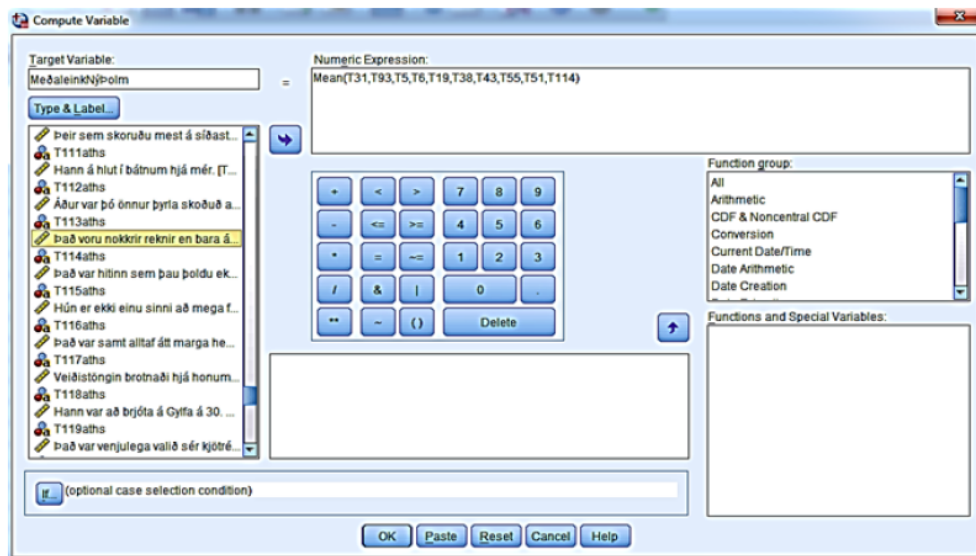 Compute Variable
Target Variable:
MeðaleinkNýÞolm
=
Numeric Expression:
Mean(T31,T93,T5,T6,T19,T38,T43,T55,T51,T114)
Type & Label...
Þeir sem skoruðu mest á síðast...
T111aths
Hann á hlut í bátnum hjá mér. [T...
T112aths
Áður var þó önnur þyrla skoðuð a...
T113aths
Það voru nokkrir reknir en bara á...
T114aths
Það var hitinn sem þau þoldu ek...
T115aths
Hún er ekki einu sinni að mega f...
T116aths
Það var samt alltaf átt marga he...
T117aths
Veiðistöngin brotnaði hjá honum...
T118aths
Hann var að brjóta á Gylfa á 30. ...
T119aths
Það var venjulega valið sér kjötré...
+ < > 7 8 9
- <= >= 4 5 6
* = ~= 1 2 3
/ & | 0 .
** ~ () Delete
Function group:
All
Arithmetic
CDF & Noncentral CDF
Conversion
Current Date/Time
Date Arithmetic
Date Creation
Functions and Special Variables:
If... (optional case selection condition)
OK Paste Reset Cancel Help